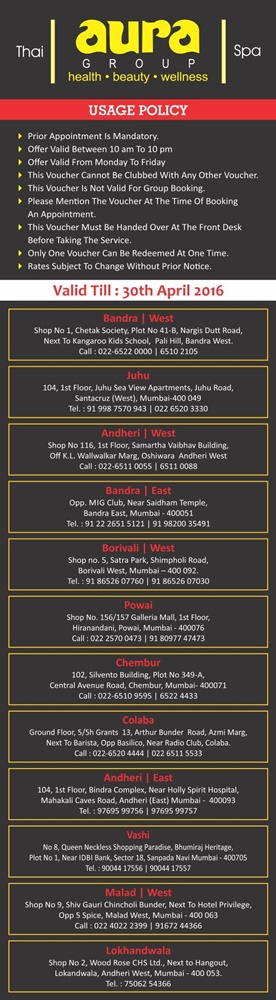 Thai
aura
Spa
GROUP
health • beauty • wellness
USAGE POLICY
Prior Appointment Is Mandatory.
Offer Valid Between 10 am To 10 pm
Offer Valid From Monday To Friday
This Voucher Cannot Be Clubbed With Any Other Voucher.
This Voucher Is Not Valid For Group Booking.
Please Mention The Voucher At The Time Of Booking
An Appointment.
This Voucher Must Be Handed Over At The Front Desk
Before Taking The Service.
Only One Voucher Can Be Redeemed At One Time.
Rates Subject To Change Without Prior Notice.
Valid Till : 30th April 2016
Bandra | West
Shop No 1, Chetak Society, Plot No 41-B, Nargis Dutt Road,
Next To Kangaroo Kids School, Pali Hill, Bandra West.
Call : 022-6522 0000 | 6510 2105
Juhu
104, 1st Floor, Juhu Sea View Apartments, Juhu Road,
Santacruz (West), Mumbai-400 049
Tel. : 91 998 7570 943 | 022 6520 3330
Andheri | West
Shop No 116, 1st Floor, Samartha Vaibhav Building,
Off K.L. Wallwalkar Marg, Oshiwara Andheri West
Call : 022-6511 0055 | 6511 0088
Bandra | East
Opp. MIG Club, Near Saidham Temple,
Bandra East, Mumbai - 400051
Tel. : 91 22 2651 5121 | 91 98200 35491
Borivali | West
Shop no. 5, Satra Park, Shimpholi Road,
Borivali West, Mumbai – 400 092.
Tel. : 91 86526 07760 | 91 86526 07030
Powai
Shop No. 156/157 Galleria Mall, 1st Floor,
Hiranandani, Powai, Mumbai - 400076
Call : 022 2570 0473 | 91 80977 47473
Chembur
102, Silvento Building, Plot No 349-A,
Central Avenue Road, Chembur, Mumbai- 400071
Call : 022-6510 9595 | 6522 4433
Colaba
Ground Floor, 5/5h Grants 13, Arthur Bunder Road, Azmi Marg,
Next To Barista, Opp Basilico, Near Radio Club, Colaba.
Call : 022-6520 4444 | 022 6511 5533
Andheri | East
104, 1st Floor, Bindra Complex, Near Holly Spirit Hospital,
Mahakali Caves Road, Andheri (East) Mumbai - 400093
Tel. : 97695 99756 | 97695 99757
Vashi
No 8, Queen Neckless Shopping Paradise, Bhumiraj Heritage,
Plot No 1, Near IDBI Bank, Sector 18, Sanpada Navi Mumbai - 400705
Tel. : 90044 17556 | 90044 17557
Malad | West
Shop No 9, Shiv Gauri Chincholi Bunder, Next To Hotel Privilege,
Opp 5 Spice, Malad West, Mumbai - 400 063
Call : 022 4022 2399 | 91672 44366
Lokhandwala
Shop No 2, Wood Rose CHS Ltd., Next to Hangout,
Lokandwala, Andheri West, Mumbai - 400 053.
Tel. : 75062 54366